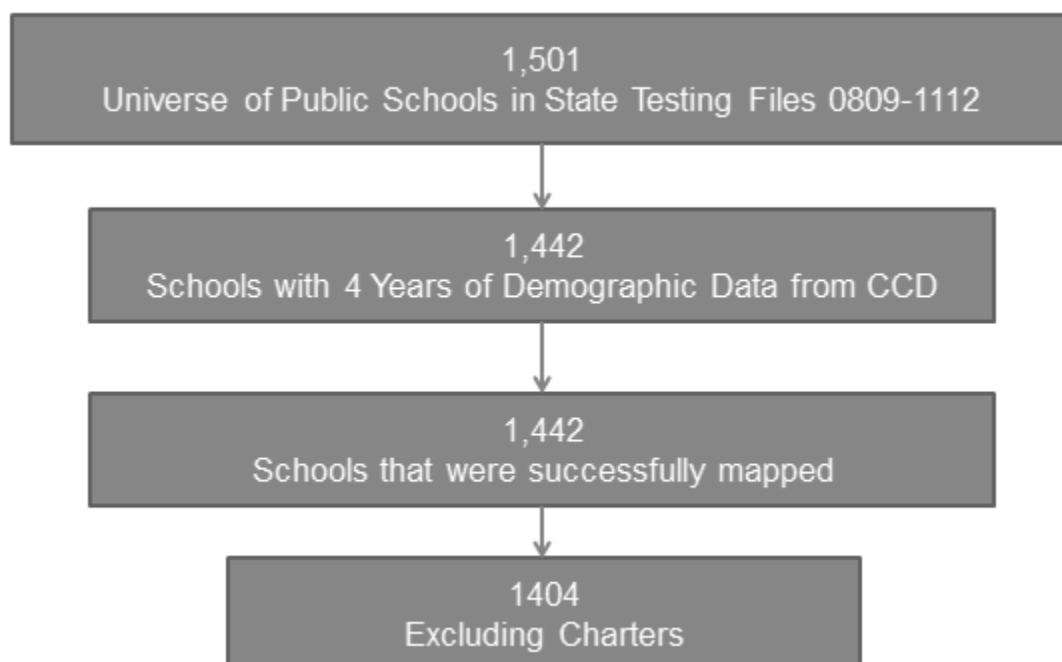 1,501
Universe of Public Schools in State Testing Files 0809-1112
1,442
Schools with 4 Years of Demographic Data from CCD
1,442
Schools that were successfully mapped
1404
Excluding Charters